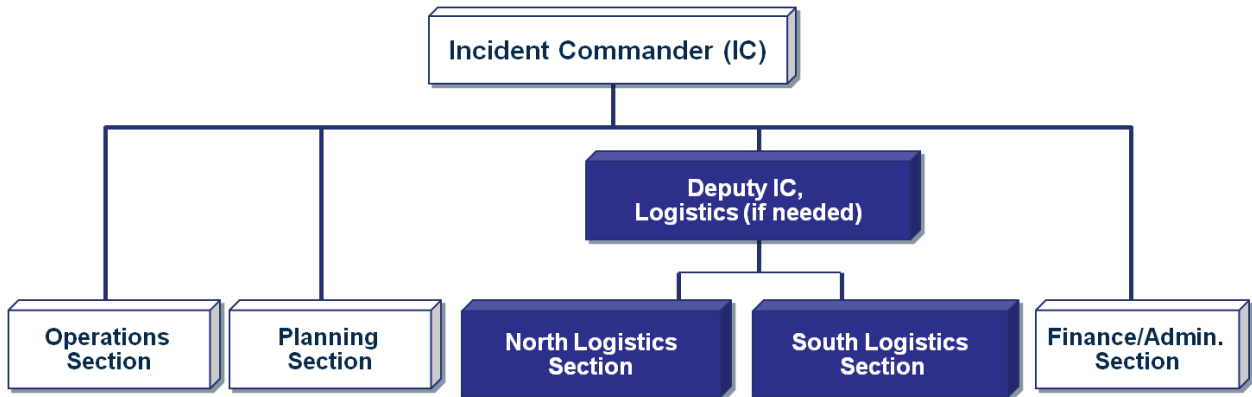 Incident Commander (IC)
Deputy IC,
Logistics (if needed)
Operations
Section
Planning
Section
North Logistics
Section
South Logistics
Section
Finance/Admin.
Section